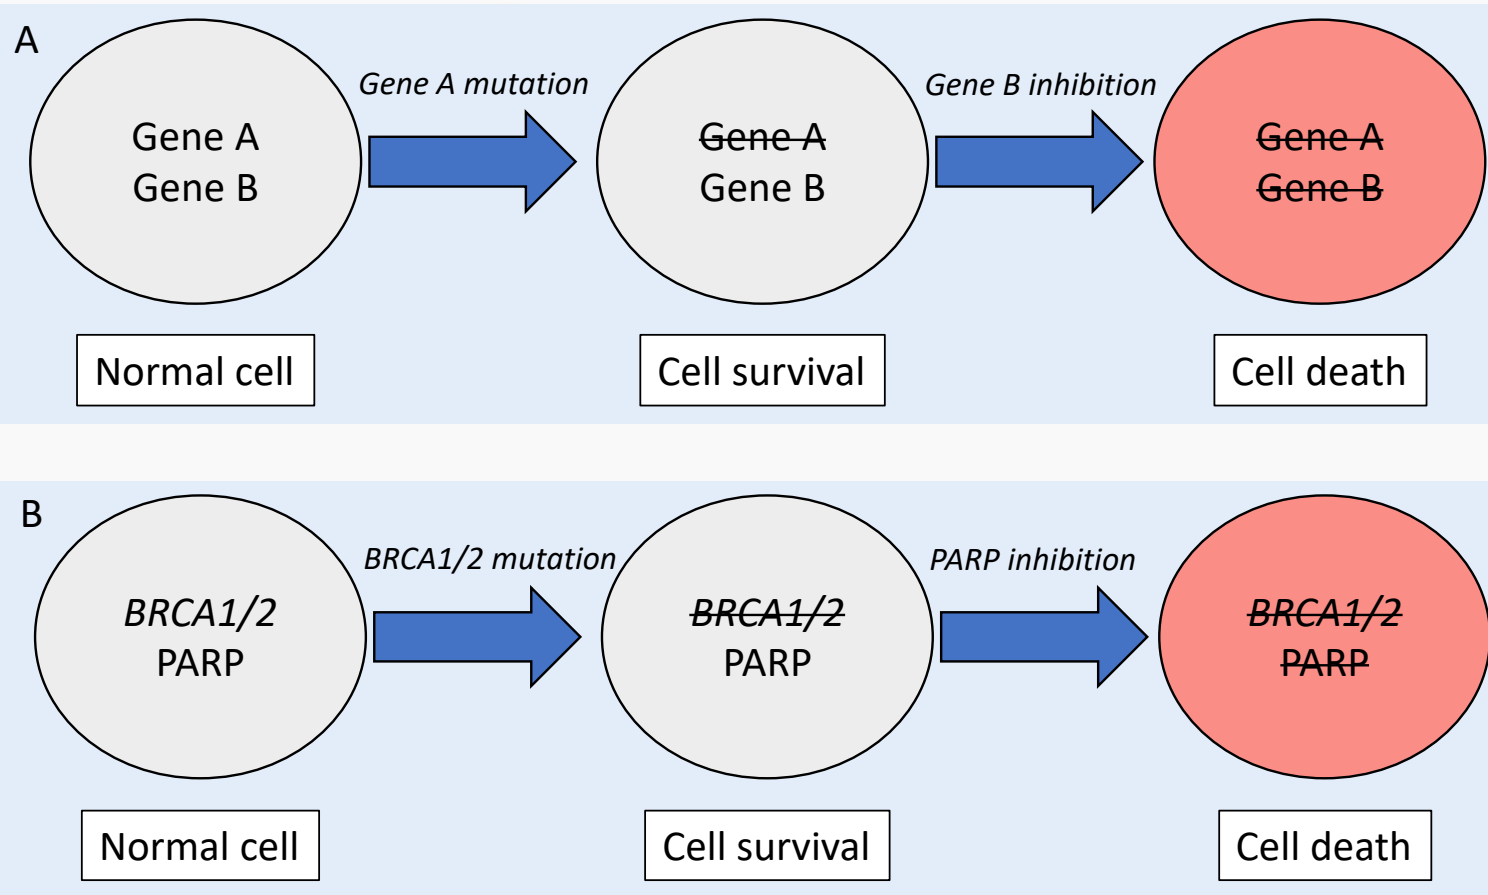 A
Gene A mutation
Gene B inhibition
Gene A
Gene B
Gene A
Gene B
Gene A
Gene B
Normal cell
Cell survival
Cell death
B
BRCA1/2 mutation
PARP inhibition
BRCA1/2
PARP
BRCA1/2
PARP
BRCA1/2
PARP
Normal cell
Cell survival
Cell death